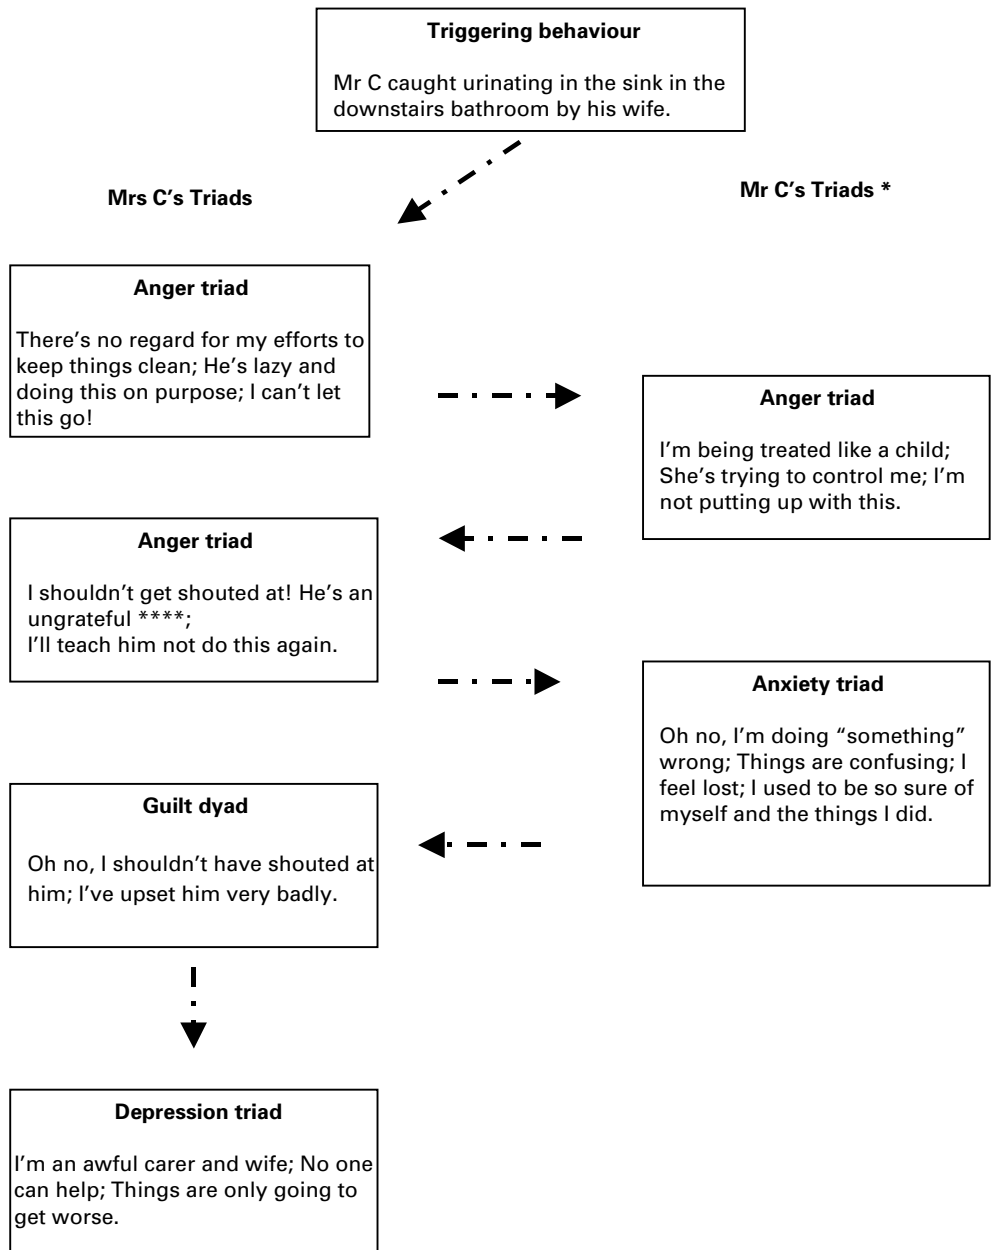 Triggering behaviour
Mr C caught urinating in the sink in the
downstairs bathroom by his wife.
Mrs C's Triads
Mr C's Triads *
Anger triad
There's no regard for my efforts to
keep things clean; He's lazy and
doing this on purpose; I can't let
this go!
Anger triad
I'm being treated like a child;
She's trying to control me; I'm
not putting up with this.
Anger triad
I shouldn't get shouted at! He's an
ungrateful ****;
I'll teach him not do this again.
Anxiety triad
Oh no, I'm doing “something”
wrong; Things are confusing; I
feel lost; I used to be so sure of
myself and the things I did.
Guilt dyad
Oh no, I shouldn't have shouted at
him; I've upset him very badly.
Depression triad
I'm an awful carer and wife; No one
can help; Things are only going to
get worse.